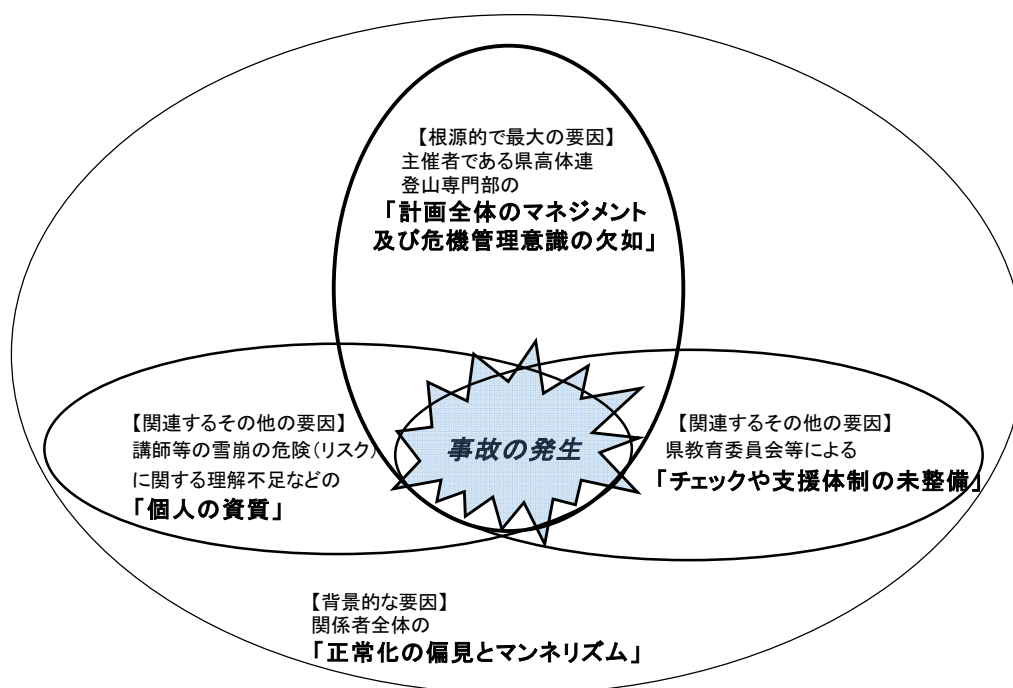 【根源的で最大の要因】
主催者である県高体連
登山専門部の
「計画全体のマネジメント
及び危機管理意識の欠如」
【関連するその他の要因】
講師等の雪崩の危険(リスク)
に関する理解不足などの
「個人の資質」
事故の発生
【関連するその他の要因】
県教育委員会等による
「チェックや支援体制の未整備」
【背景的な要因】
関係者全体の
「正常化の偏見とマンネリズム」